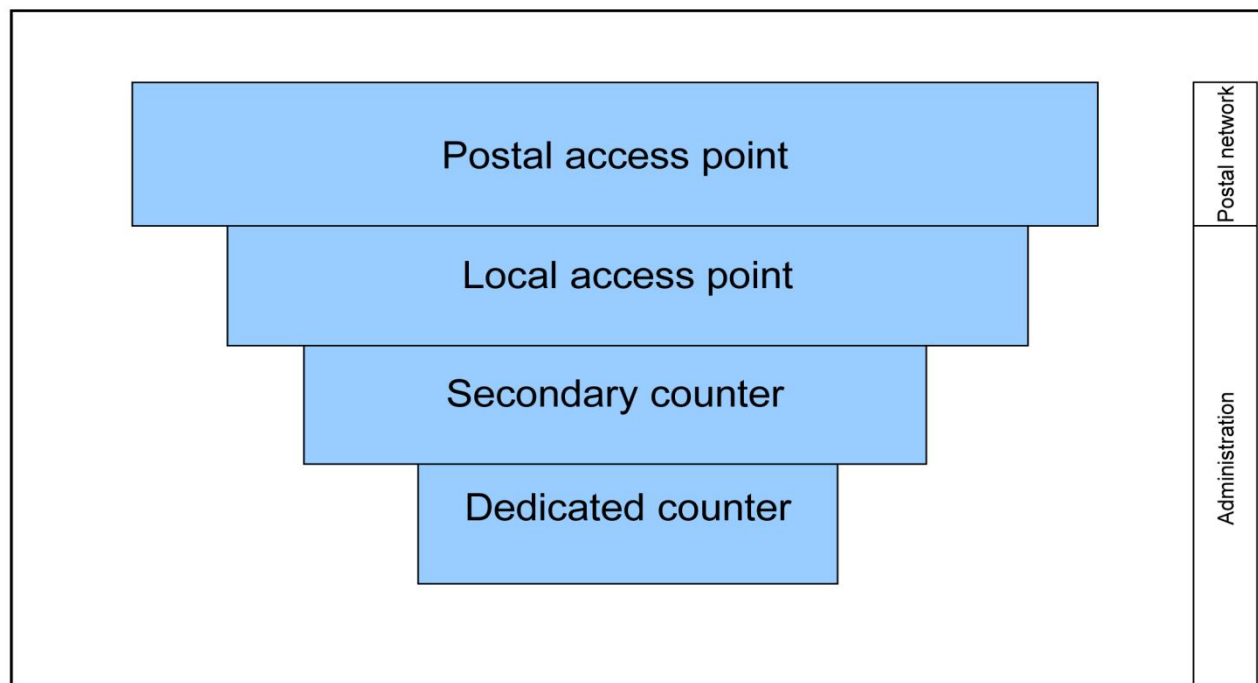 Postal access point
Postal network
Local access point
Secondary counter
Administration
Dedicated counter